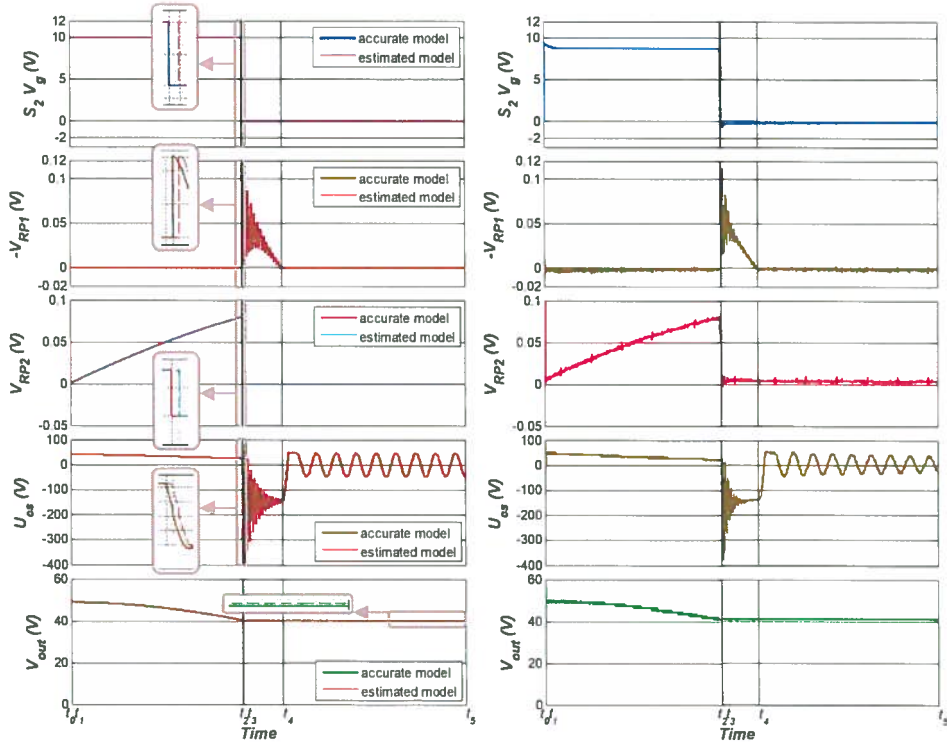 S2 Vg (V)
10
5
0
-2
accurate model
estimated model
-VRP1 (V)
0.12
0.1
0.05
0
-0.02
accurate model
estimated model
VRP2 (V)
0.1
0.05
0
-0.05
accurate model
estimated model
Uos (V)
100
0
-100
-200
-300
-400
accurate model
estimated model
Vout (V)
60
40
20
0
accurate model
estimated model
t0 t1 t2 t3 t4 t5
Time
S2 Vg (V)
10
5
0
-2
-VRP1 (V)
0.12
0.1
0.05
0
-0.02
VRP2 (V)
0.1
0.05
0
-0.05
Uos (V)
100
0
-100
-200
-300
-400
Vout (V)
60
40
20
0
t0 t1 t2 t3 t4 t5
Time